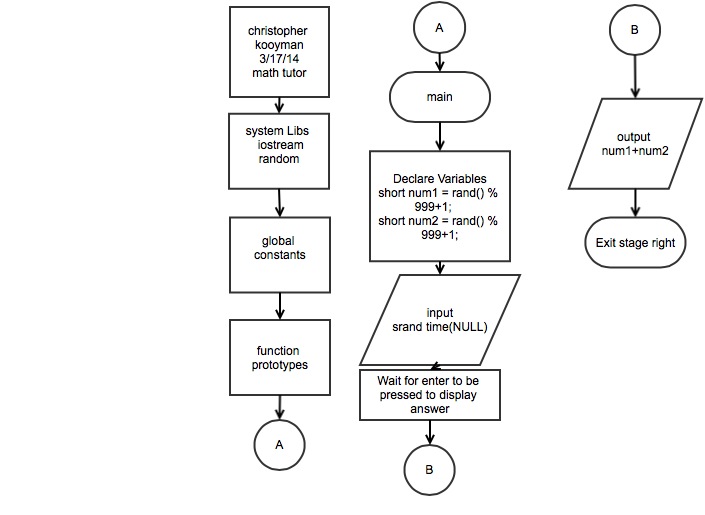 christopher
kooyman
3/17/14
math tutor
system Libs
iostream
random
global
constants
function
prototypes
A
A
main
Declare Variables
short num1 = rand() %
999+1;
short num2 = rand() %
999+1;
input
srand time(NULL)
Wait for enter to be
pressed to display
answer
B
B
output
num1+num2
Exit stage right